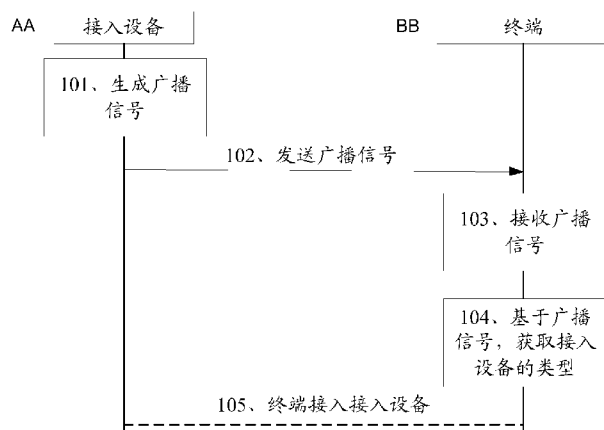 AA 接入设备
BB 终端
101、生成广播
信号
102、发送广播信号
103、接收广播
信号
104、基于广播
信号，获取接入
设备的类型
105、终端接入接入设备